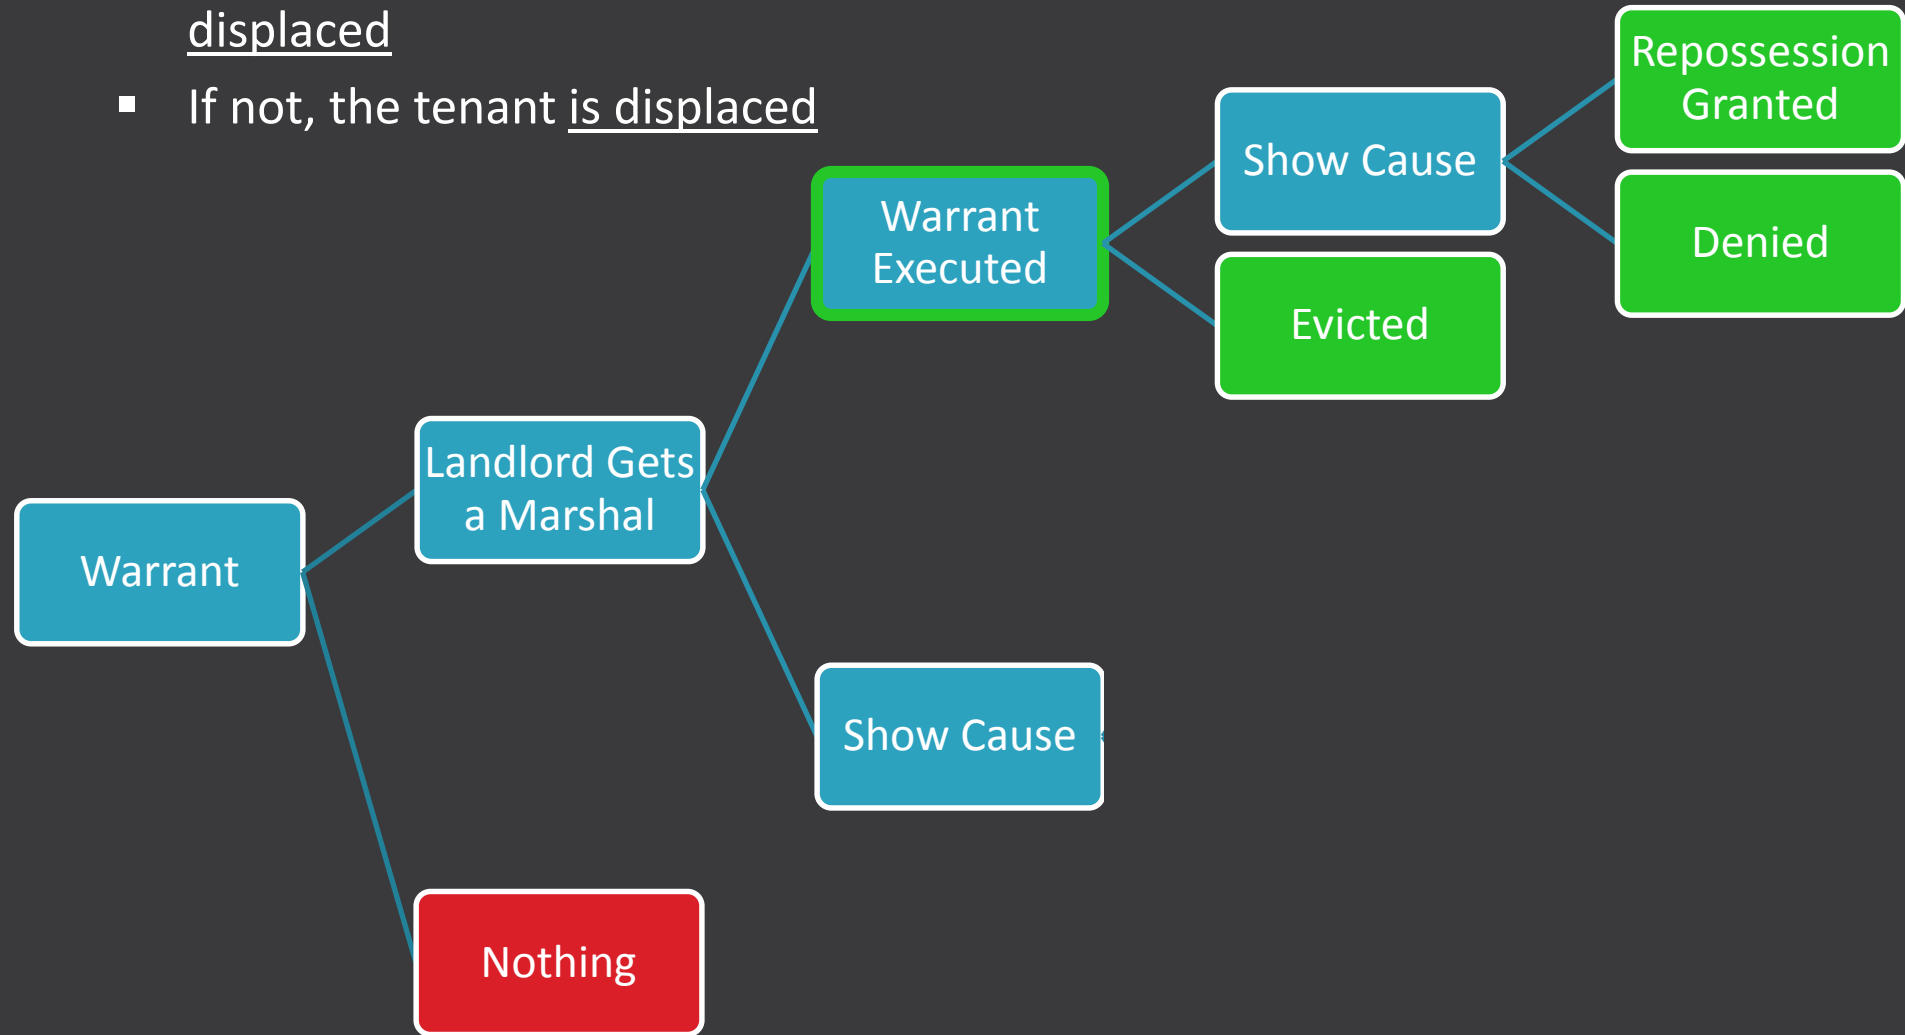 displaced
▪ If not, the tenant is displaced
Repossession
Granted
Show Cause
Denied
Warrant
Executed
Evicted
Landlord Gets
a Marshal
Warrant
Show Cause
Nothing